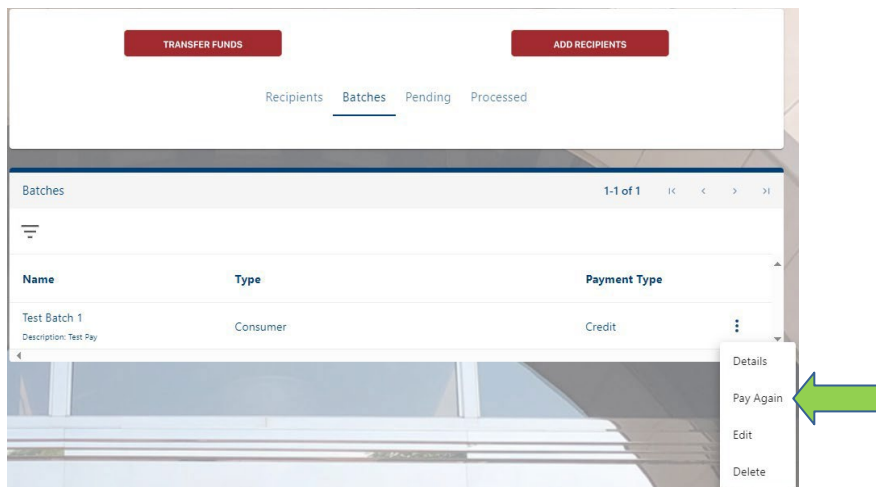 TRANSFER FUNDS ADD RECIPIENTS
Recipients Batches Pending Processed
Batches 1-1 of 1
Name Type Payment Type
Test Batch 1
Description: Test Pay
Consumer Credit
Details
Pay Again
Edit
Delete